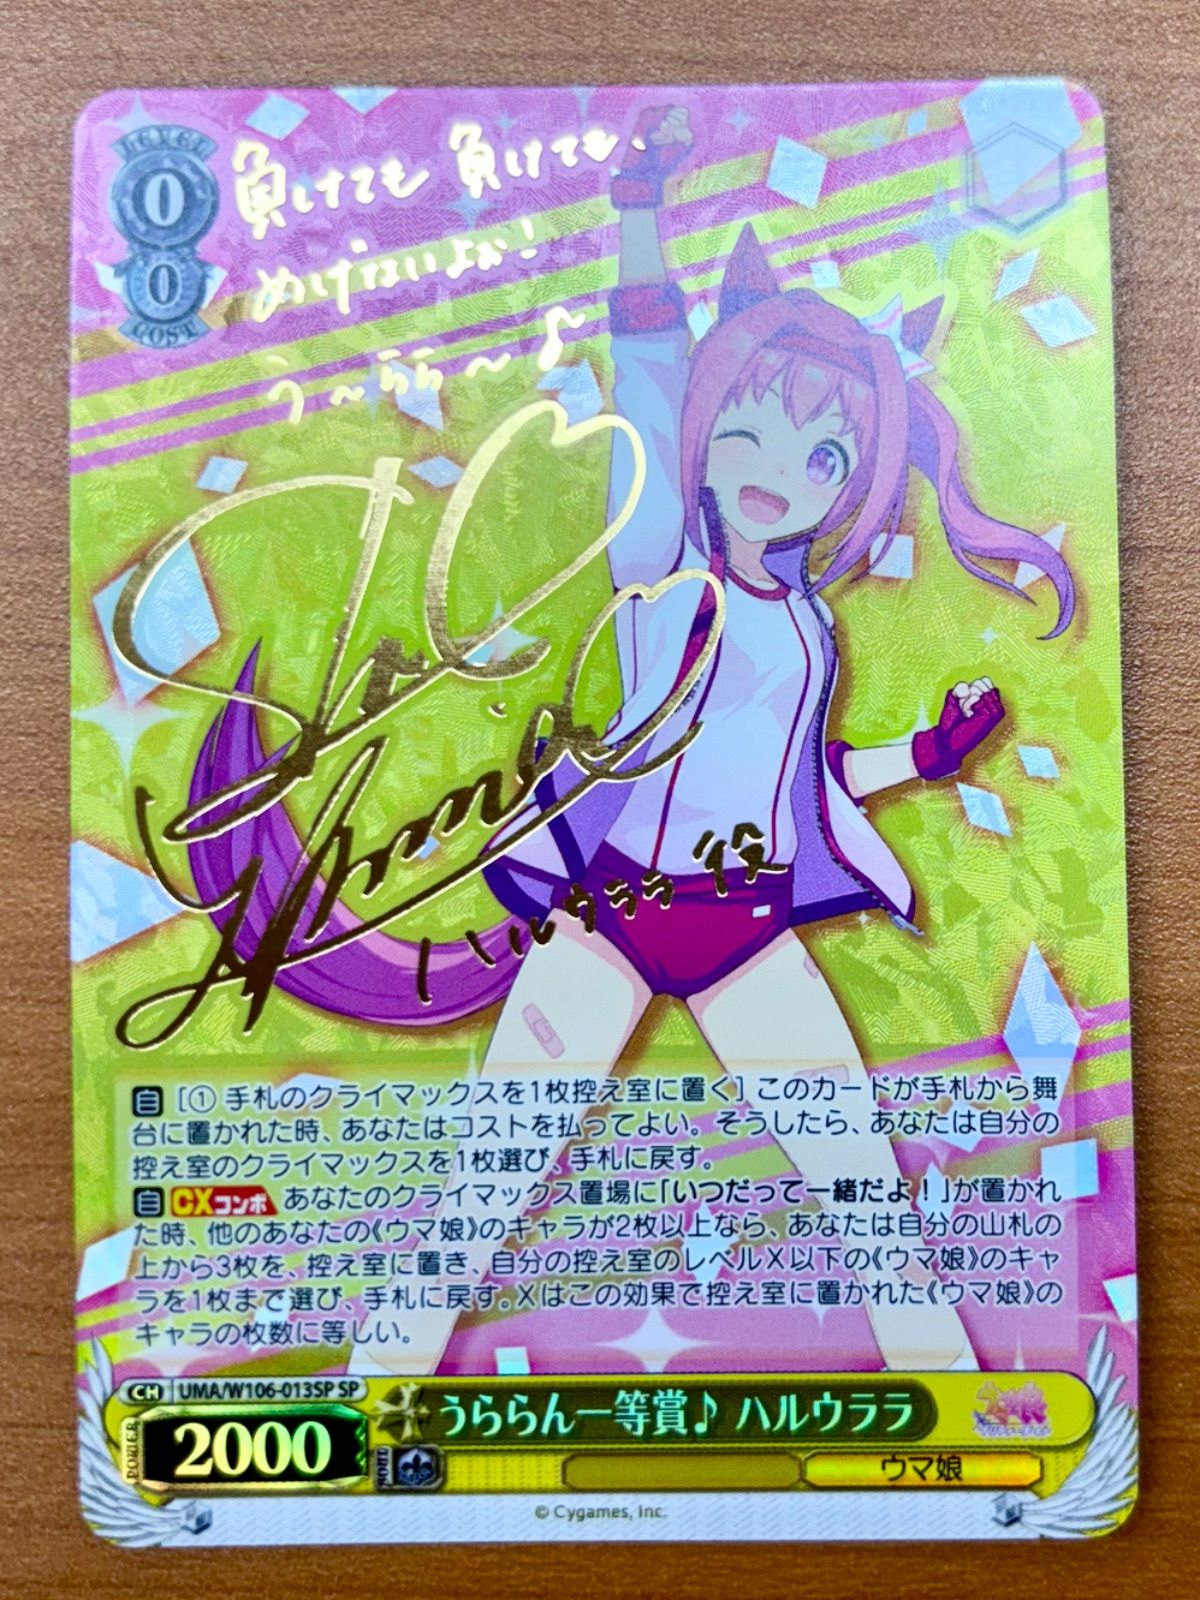 LEVEL
0
0
COST
負けても 負けても、
めげないよぉ!
う～らら～♪
ハルウララ 役
自 [① 手札のクライマックスを1枚控え室に置く] このカードが手札から舞
台に置かれた時、あなたはコストを払ってよい。そうしたら、あなたは自分の
控え室のクライマックスを1枚選び、手札に戻す。
自 CXコンボ あなたのクライマックス置場に「いつだって一緒だよ！」が置かれ
た時、他のあなたの《ウマ娘》のキャラが2枚以上なら、あなたは自分の山札の
上から3枚を、控え室に置き、自分の控え室のレベルX以下の《ウマ娘》のキャ
ラを1枚まで選び、手札に戻す。Xはこの効果で控え室に置かれた《ウマ娘》の
キャラの枚数に等しい。
CH UMA/W106-013SP SP
うららん一等賞♪ ハルウララ
POWER 2000
SOUL
ウマ娘
© Cygames, Inc.